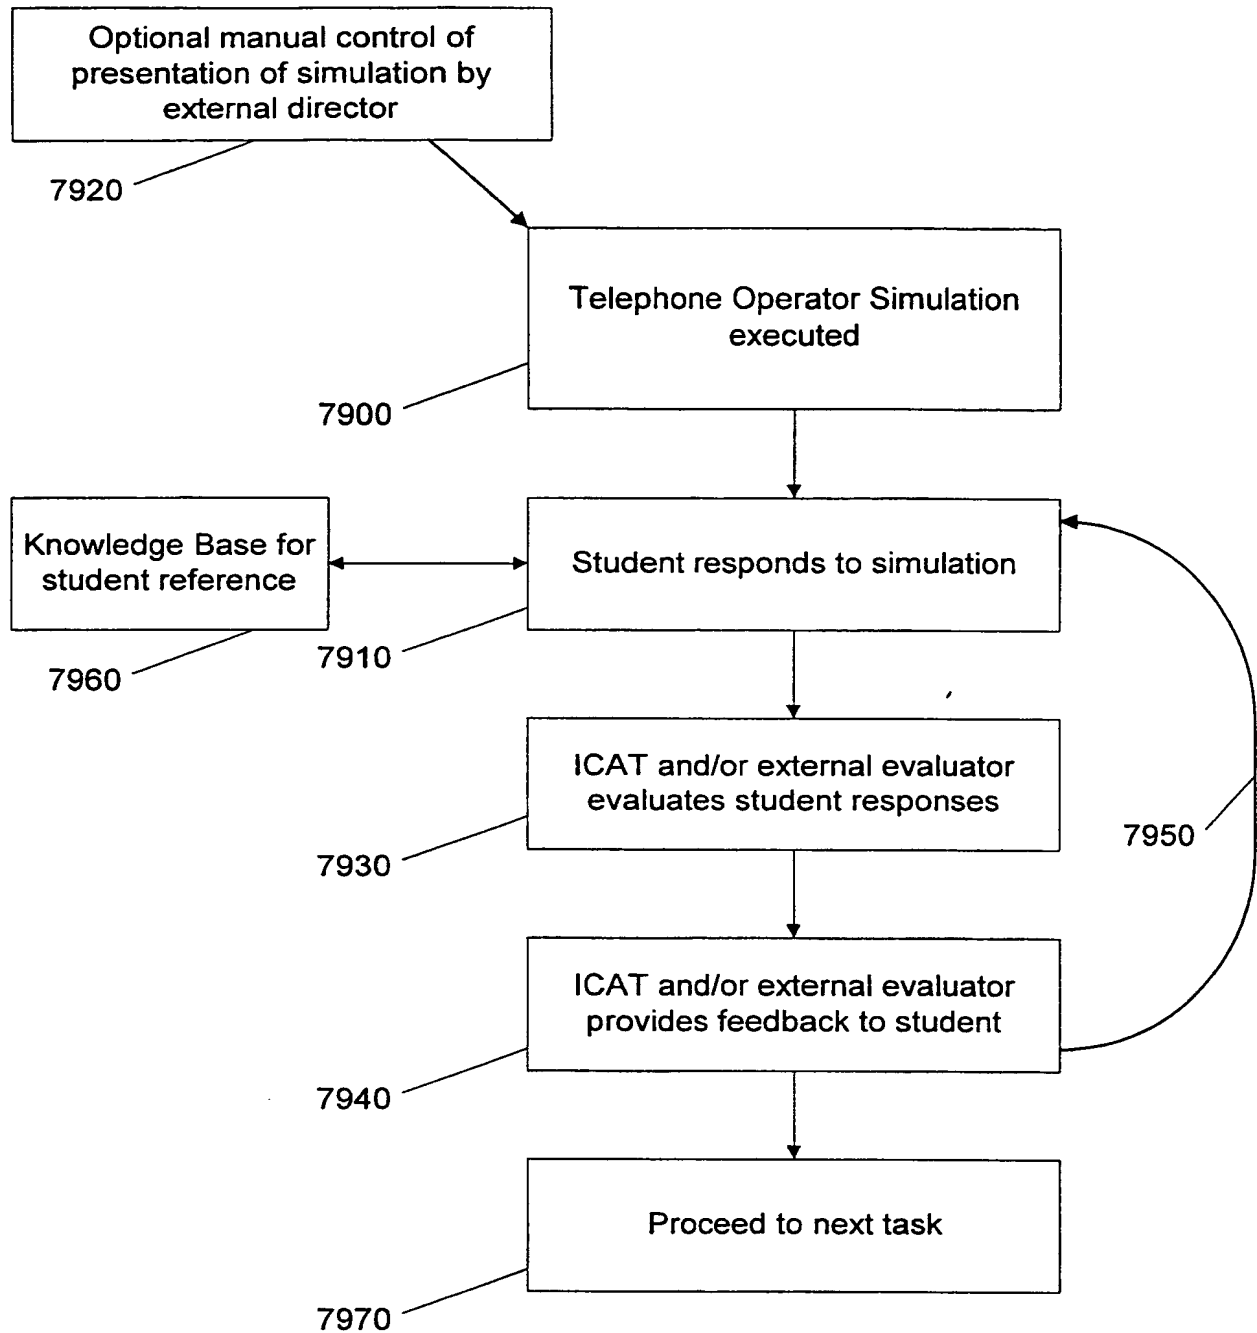 Optional manual control of
presentation of simulation by
external director
7920
Telephone Operator Simulation
executed
7900
Knowledge Base for
student reference
7960
Student responds to simulation
7910
ICAT and/or external evaluator
evaluates student responses
7930
7950
ICAT and/or external evaluator
provides feedback to student
7940
Proceed to next task
7970